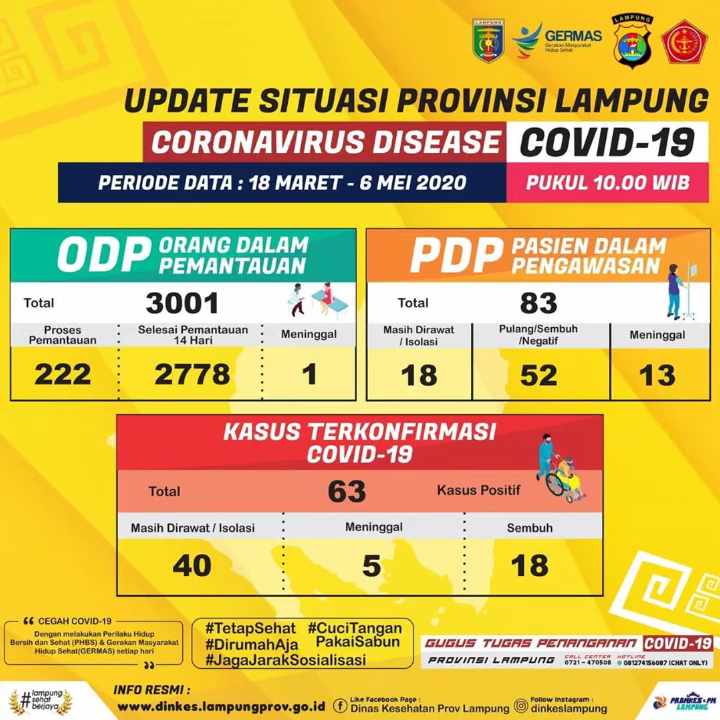 LAMPUNG
GERMAS
Gerakan Masyarakat
Hidup Sehat
LAMPUNG
UPDATE SITUASI PROVINSI LAMPUNG
CORONAVIRUS DISEASE COVID-19
PERIODE DATA : 18 MARET - 6 MEI 2020 PUKUL 10.00 WIB
ODP ORANG DALAM
PEMANTAUAN
Total 3001
Proses
Pemantauan
Selesai Pemantauan
14 Hari
Meninggal
222 2778 1
PDP PASIEN DALAM
PENGAWASAN
Total 83
Masih Dirawat
/ Isolasi
Pulang/Sembuh
/Negatif
Meninggal
18 52 13
KASUS TERKONFIRMASI
COVID-19
Total 63 Kasus Positif
Masih Dirawat / Isolasi Meninggal Sembuh
40 5 18
“ CEGAH COVID-19
Dengan melakukan Perilaku Hidup
Bersih dan Sehat (PHBS) & Gerakan Masyarakat
Hidup Sehat(GERMAS) setiap hari
”
#TetapSehat #CuciTangan
#DirumahAja PakaiSabun
#JagaJarakSosialisasi
GUGUS TUGAS PENANGANAN COVID-19
PROVINSI LAMPUNG
CALL CENTER HOTLINE
0721 - 470508 081274156087 (CHAT ONLY)
#lampung
sehat
berjaya
INFO RESMI :
www.dinkes.lampungprov.go.id
Like Facebook Page :
Dinas Kesehatan Prov Lampung
Follow Instagram :
dinkeslampung
LAMPUNG